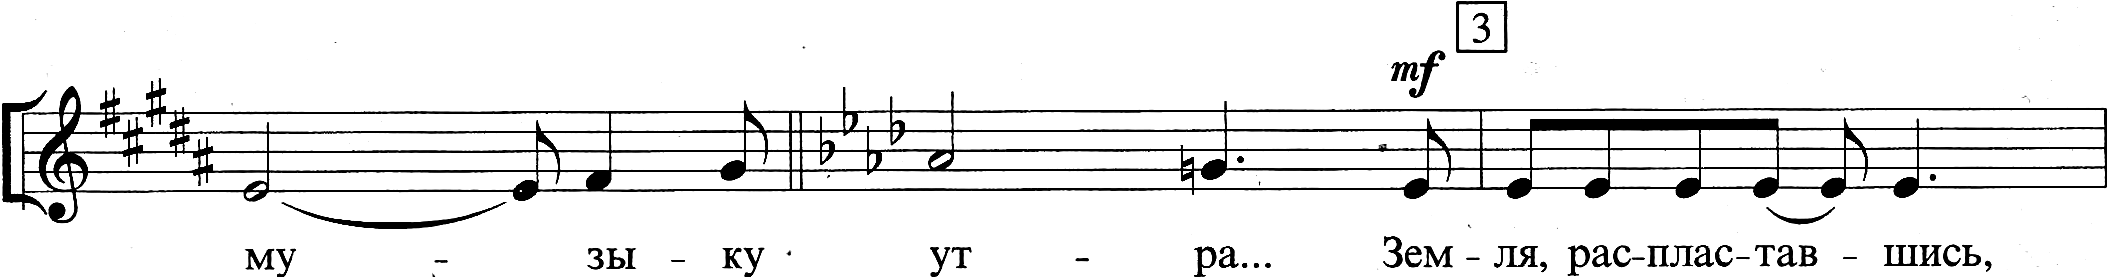 3
mf
му - зы - ку ут - ра... Зем - ля, рас-плас-тав - шись,